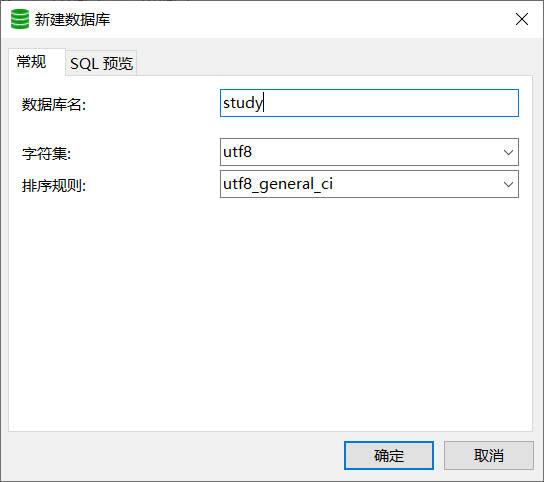 新建数据库
常规 SQL 预览
数据库名: study
字符集: utf8
排序规则: utf8_general_ci
确定 取消